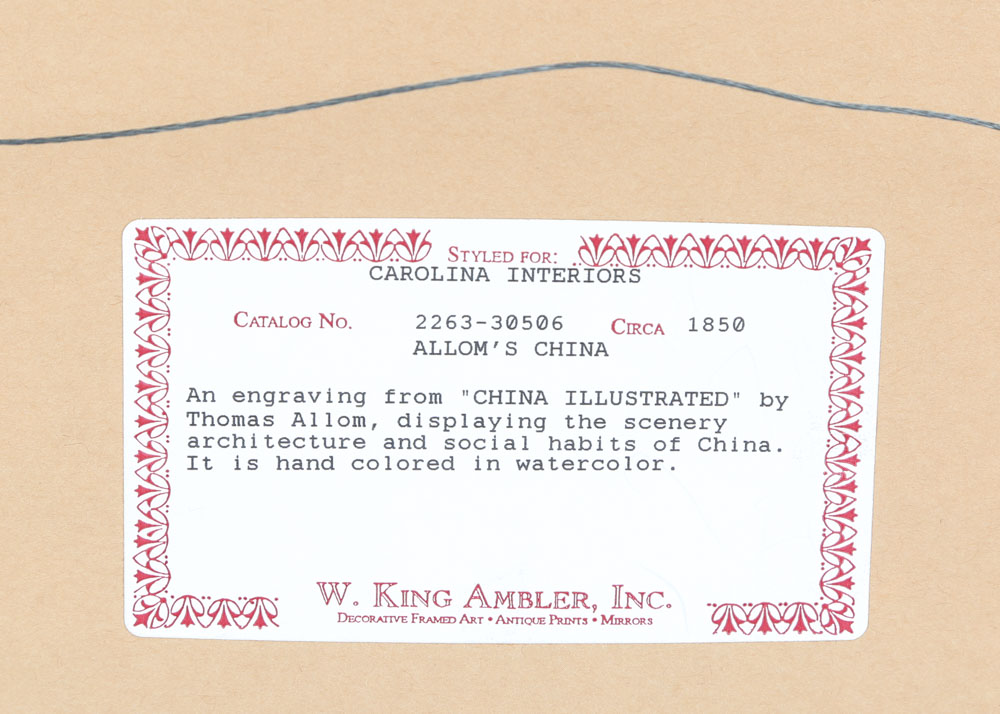 STYLED FOR:
CAROLINA INTERIORS
CATALOG NO. 2263-30506 CIRCA 1850
ALLOM'S CHINA
An engraving from "CHINA ILLUSTRATED" by
Thomas Allom, displaying the scenery
architecture and social habits of China.
It is hand colored in watercolor.
W. KING AMBLER, INC.
DECORATIVE FRAMED ART • ANTIQUE PRINTS • MIRRORS